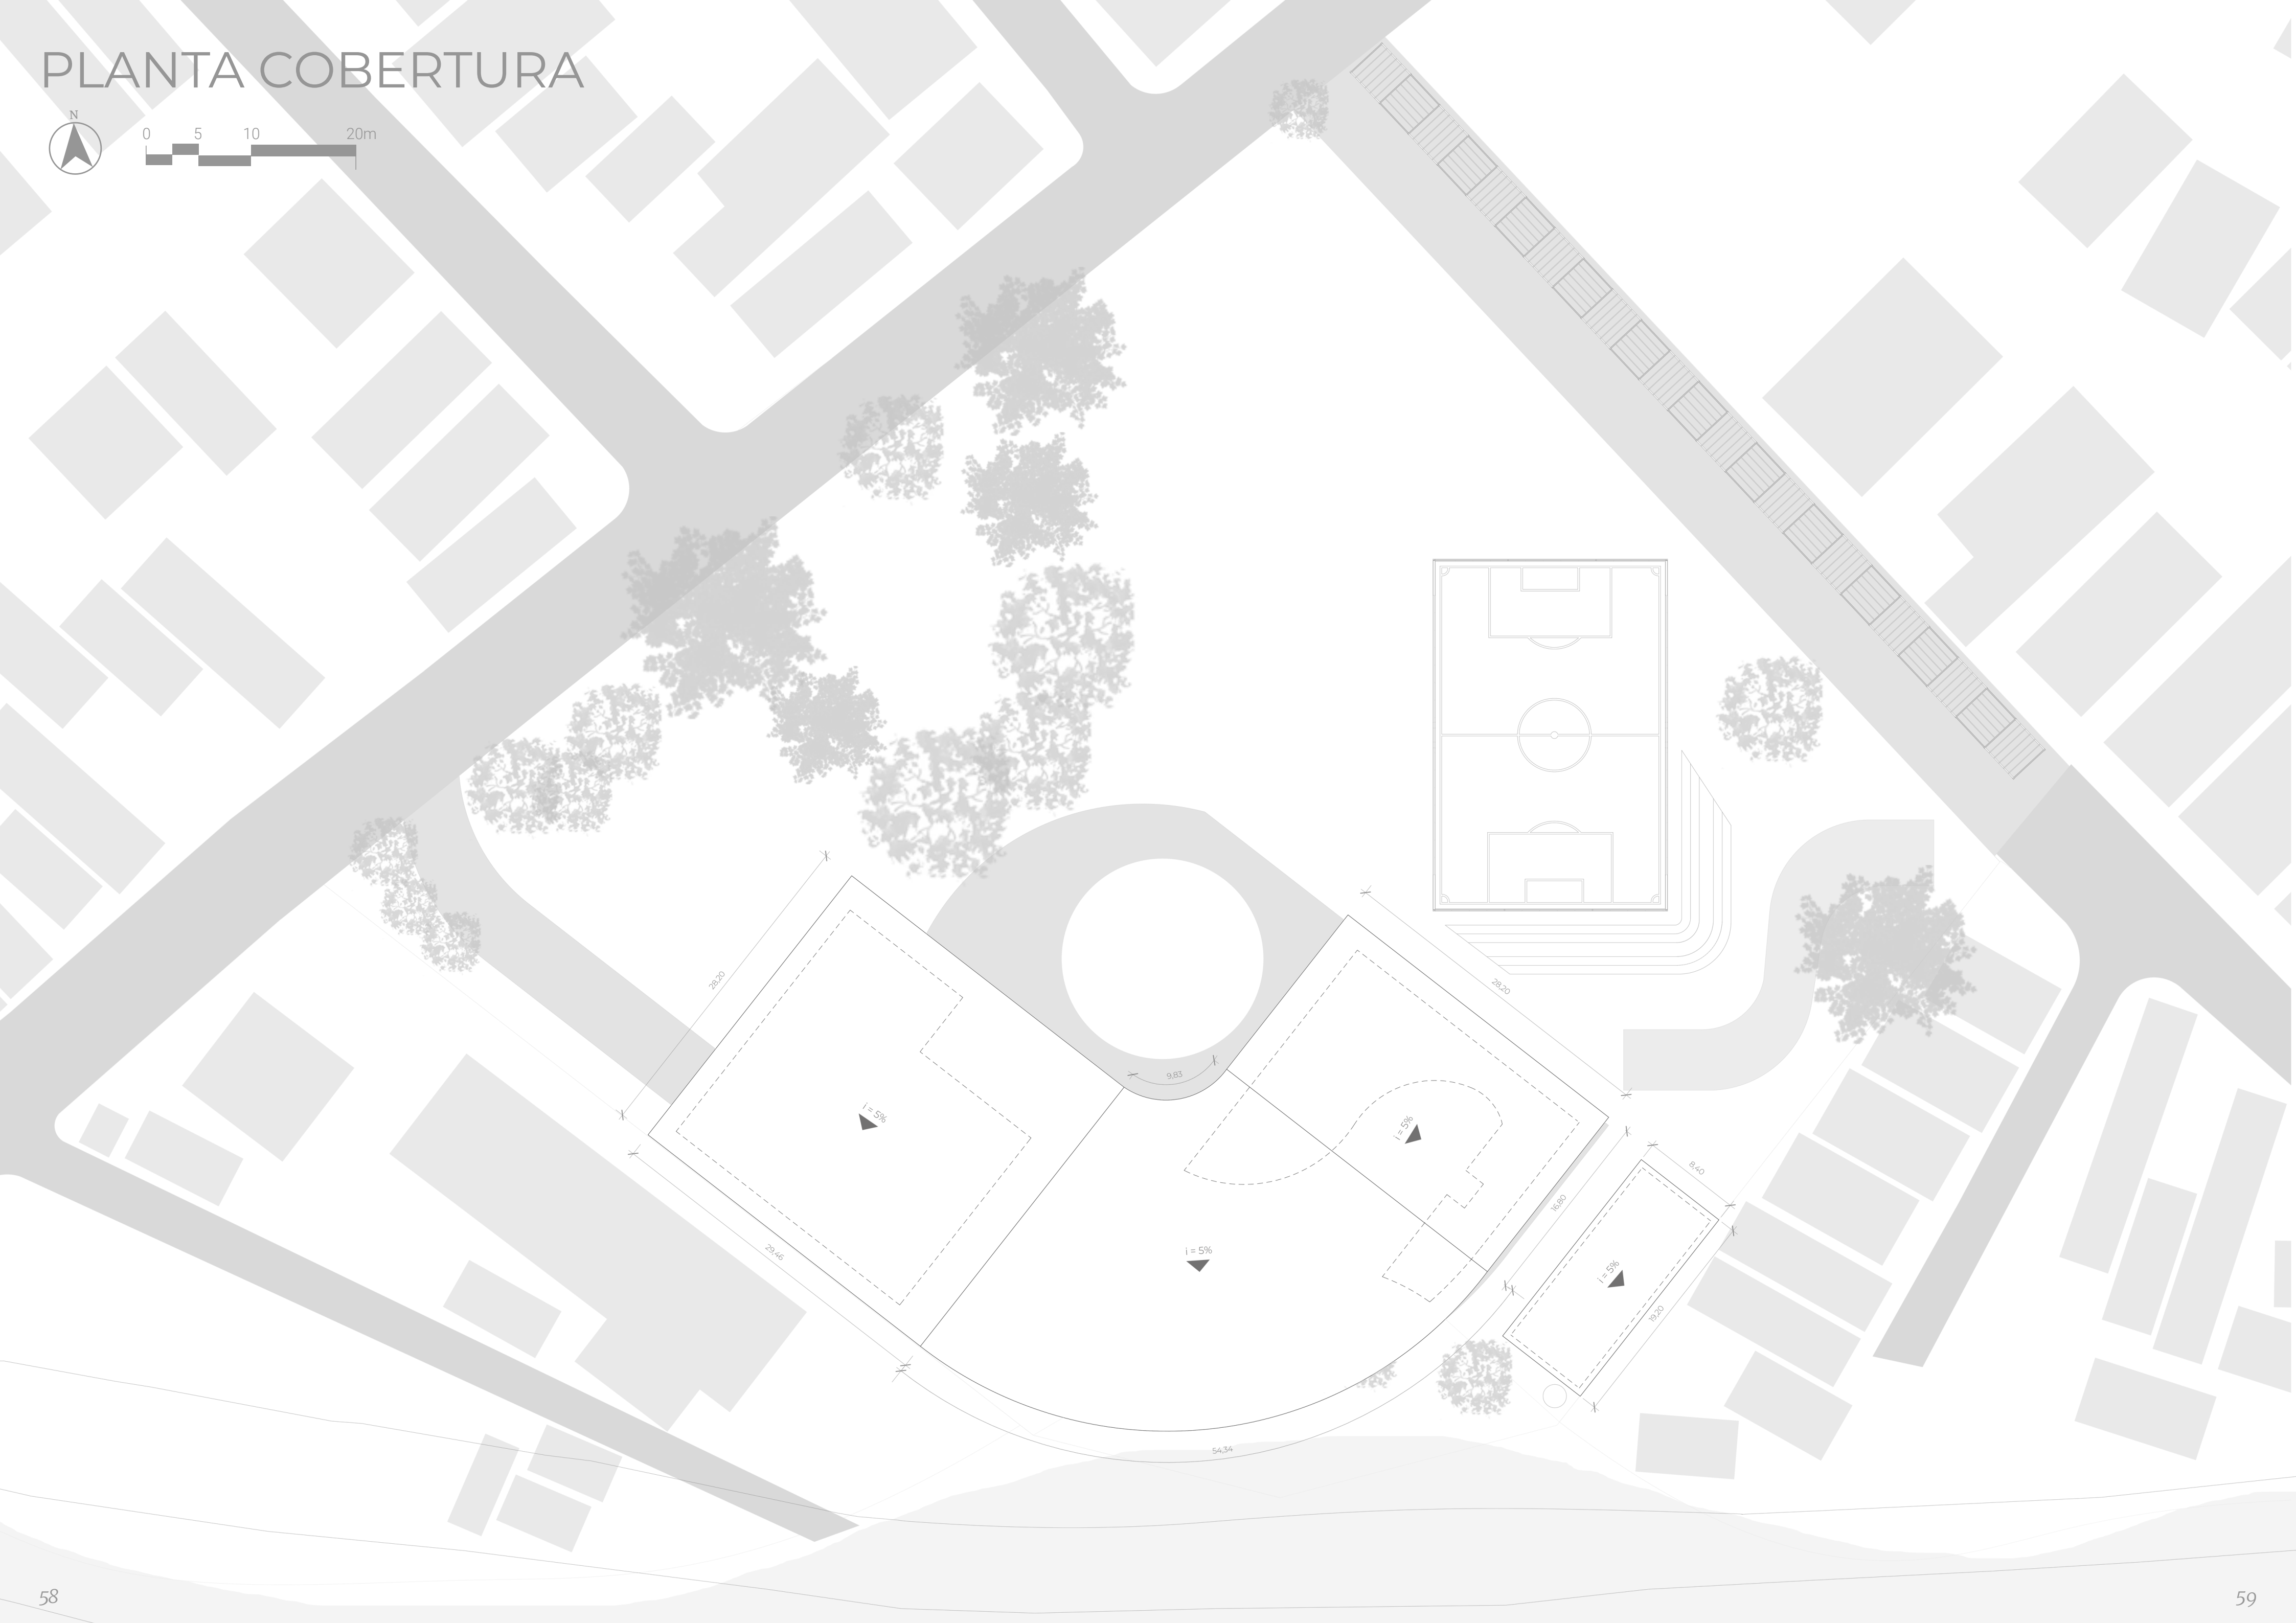 PLANTA COBERTURA
N
0 5 10 20m
28,20
28,20
9,83
i = 5%
i = 5%
8,40
16,80
29,46
i = 5%
i = 5%
19,20
54,34
58
59